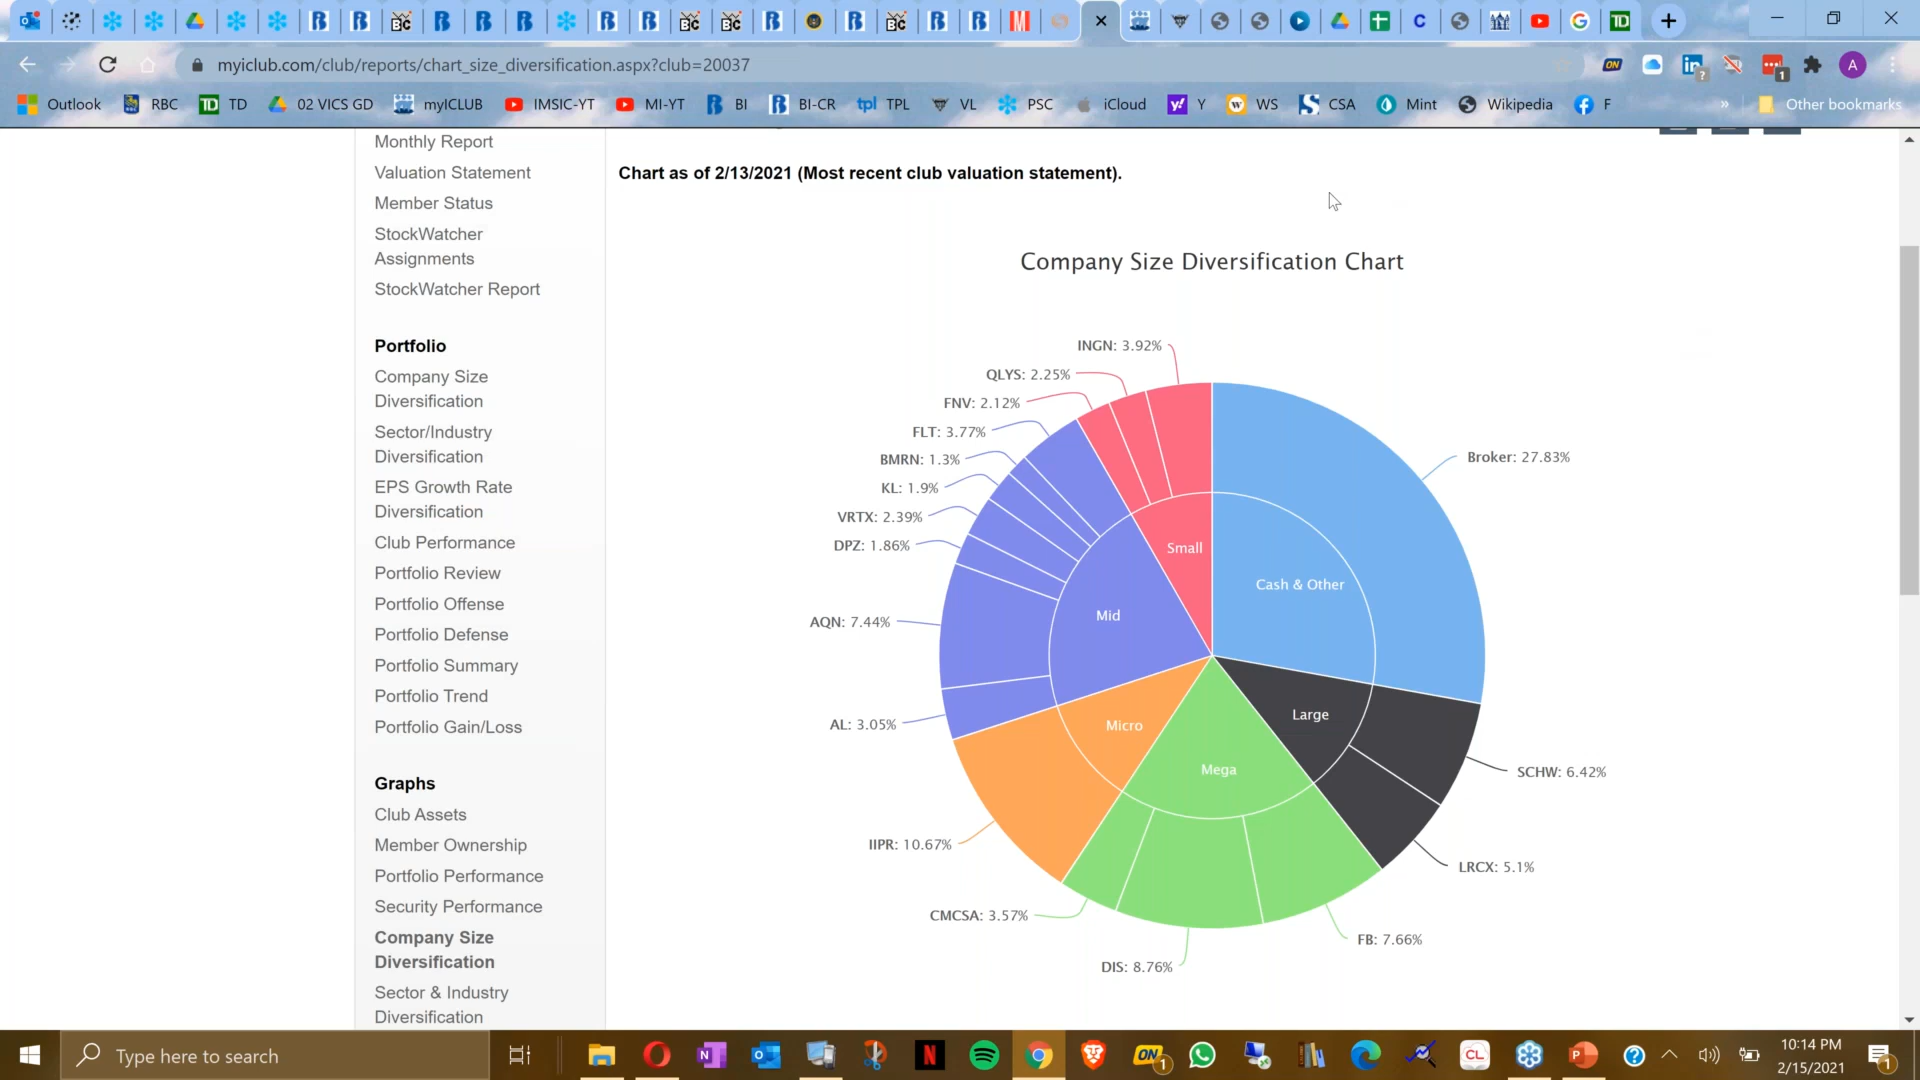 myiclub.com/club/reports/chart_size_diversification.aspx?club=20037
Outlook RBC TD 02 VICS GD myICLUB IMSIC-YT MI-YT BI BI-CR TPL VL PSC iCloud Y WS CSA Mint Wikipedia F » Other bookmarks
Monthly Report
Valuation Statement
Member Status
StockWatcher
Assignments
StockWatcher Report
Portfolio
Company Size
Diversification
Sector/Industry
Diversification
EPS Growth Rate
Diversification
Club Performance
Portfolio Review
Portfolio Offense
Portfolio Defense
Portfolio Summary
Portfolio Trend
Portfolio Gain/Loss
Graphs
Club Assets
Member Ownership
Portfolio Performance
Security Performance
Company Size
Diversification
Sector & Industry
Diversification
Chart as of 2/13/2021 (Most recent club valuation statement).
Company Size Diversification Chart
INGN: 3.92%
QLYS: 2.25%
FNV: 2.12%
FLT: 3.77%
BMRN: 1.3%
KL: 1.9%
VRTX: 2.39%
DPZ: 1.86%
AQN: 7.44%
AL: 3.05%
IIPR: 10.67%
CMCSA: 3.57%
DIS: 8.76%
FB: 7.66%
LRCX: 5.1%
SCHW: 6.42%
Broker: 27.83%
Small
Cash & Other
Mid
Large
Micro
Mega
Type here to search
10:14 PM
2/15/2021